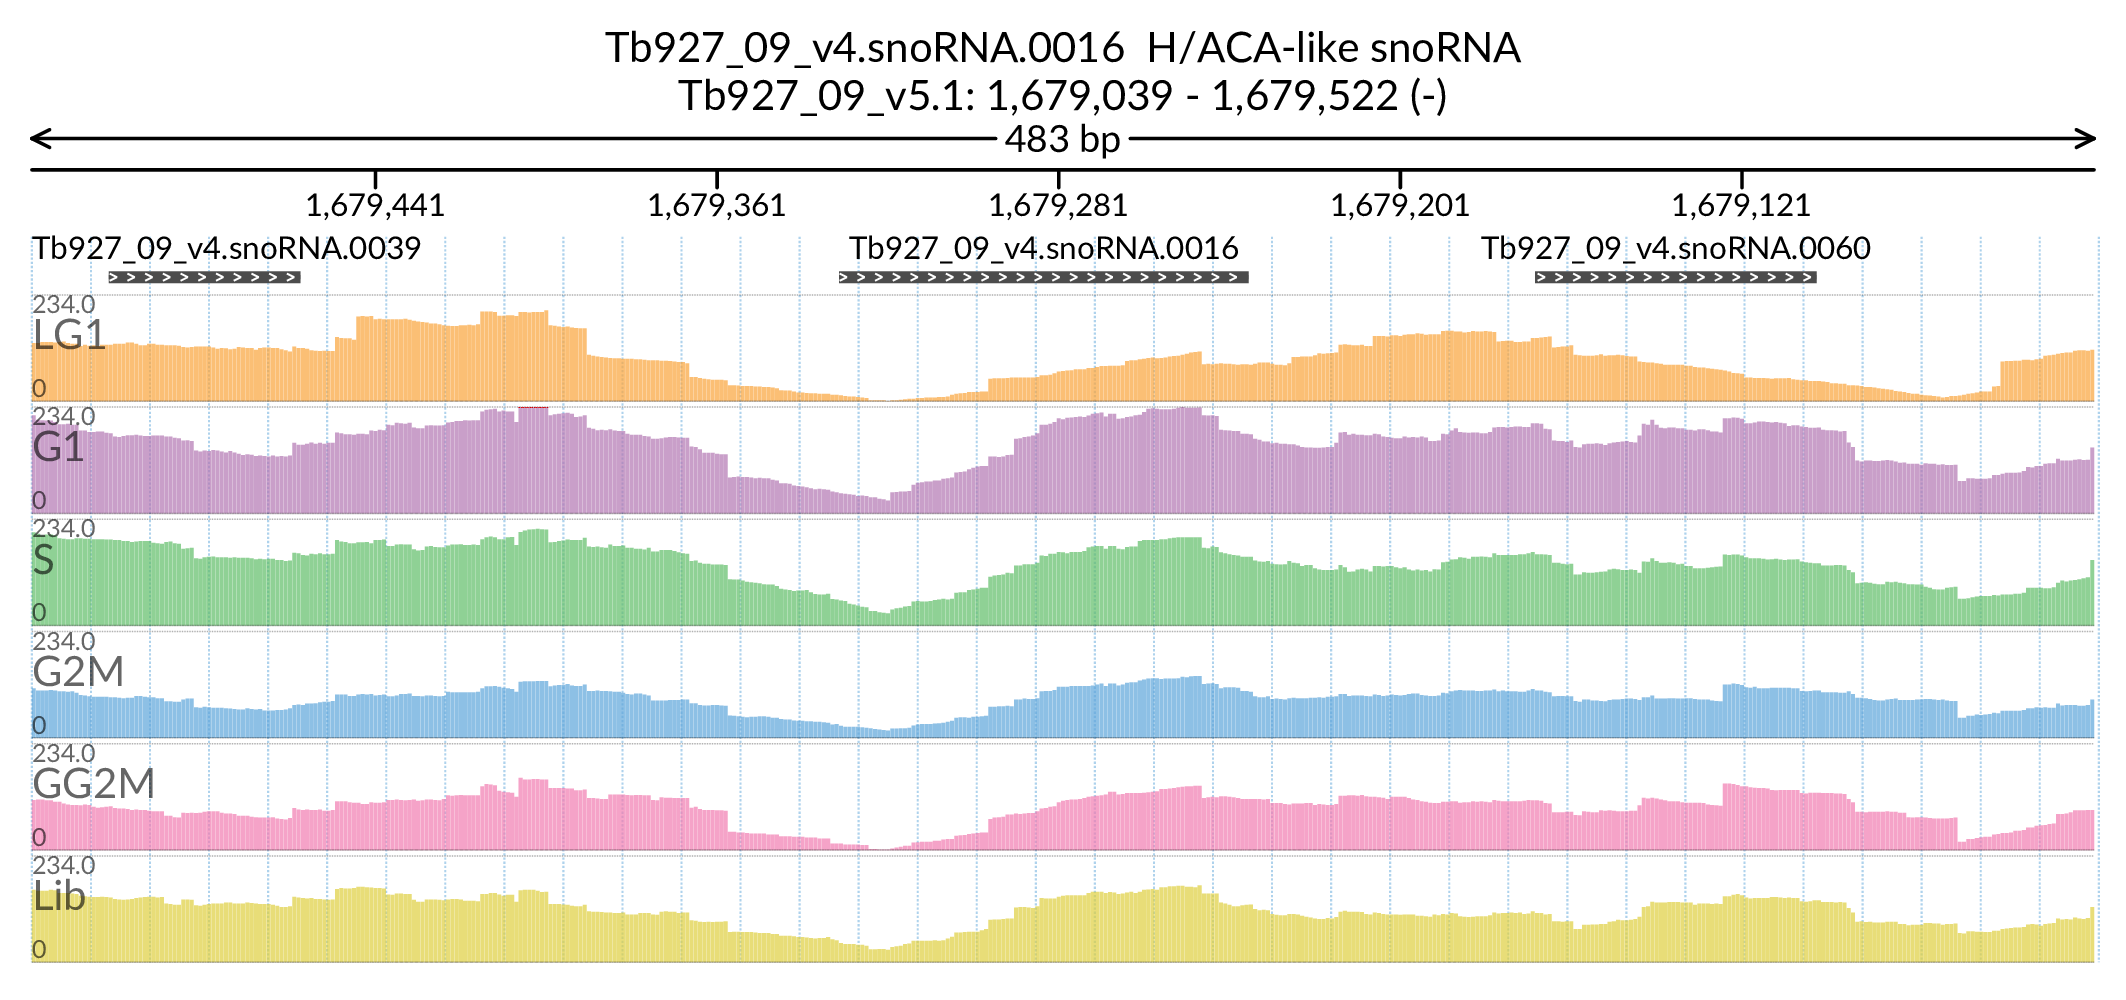 Tb927_09_v4.snoRNA.0016 H/ACA-like snoRNA
Tb927_09_v5.1: 1,679,039 - 1,679,522 (-)
483 bp
1,679,441 1,679,361 1,679,281 1,679,201 1,679,121
Tb927_09_v4.snoRNA.0039 Tb927_09_v4.snoRNA.0016 Tb927_09_v4.snoRNA.0060
234.0
LG1
0
234.0
G1
0
234.0
S
0
234.0
G2M
0
234.0
GG2M
0
234.0
Lib
0